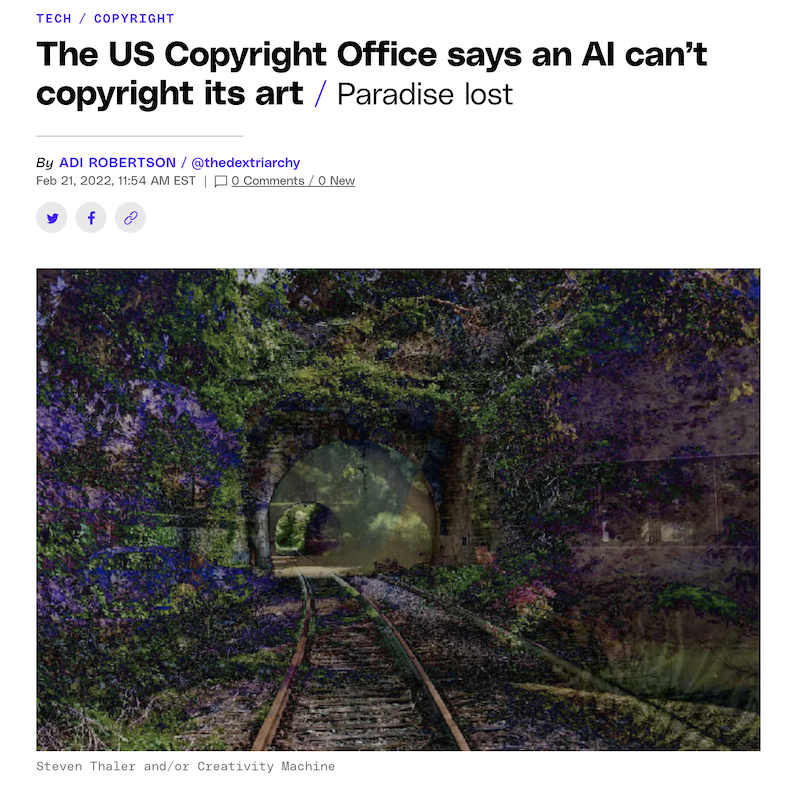 TECH / COPYRIGHT
The US Copyright Office says an AI can’t
copyright its art / Paradise lost
By ADI ROBERTSON / @thedextriarchy
Feb 21, 2022, 11:54 AM EST | 0 Comments / 0 New
Steven Thaler and/or Creativity Machine